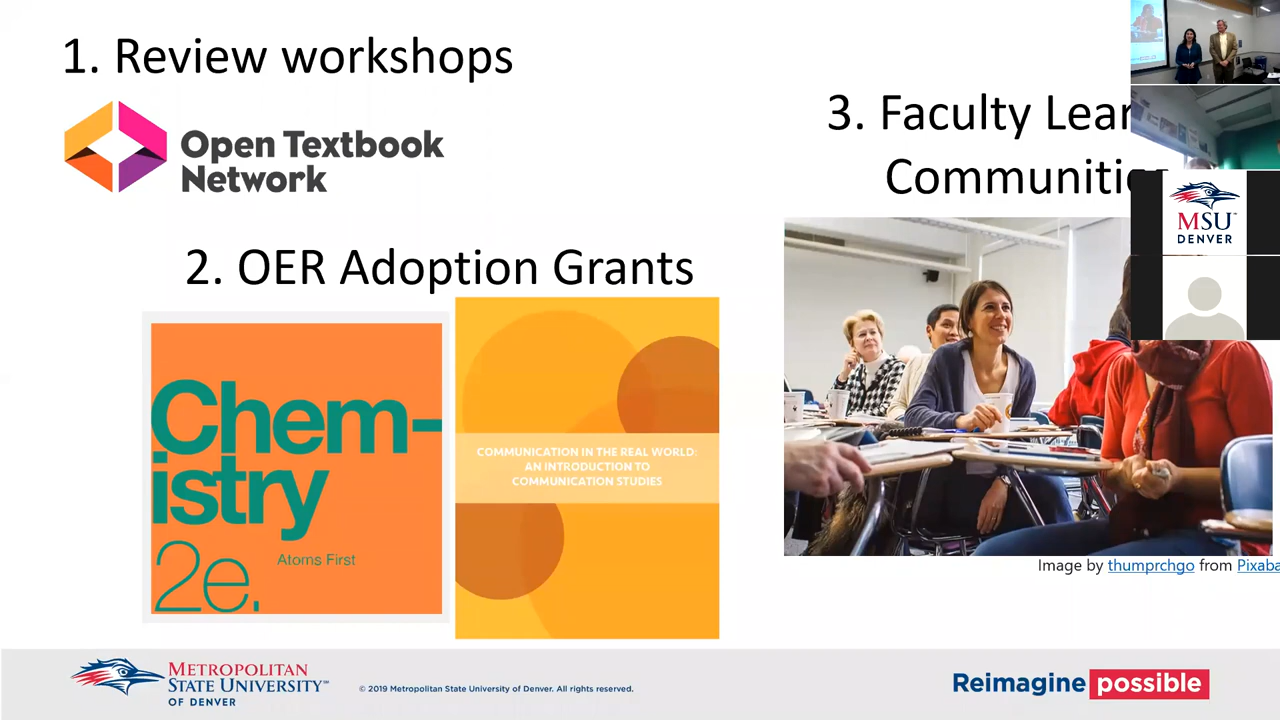 1. Review workshops
Open Textbook
Network
2. OER Adoption Grants
Chem-
istry
2e.
Atoms First
COMMUNICATION IN THE REAL WORLD:
AN INTRODUCTION TO
COMMUNICATION STUDIES
3. Faculty Lear
Communitie
MSU
DENVER
Image by thumprchgo from Pixaba
METROPOLITAN
STATE UNIVERSITY™
OF DENVER
© 2019 Metropolitan State University of Denver. All rights reserved.
Reimagine possible